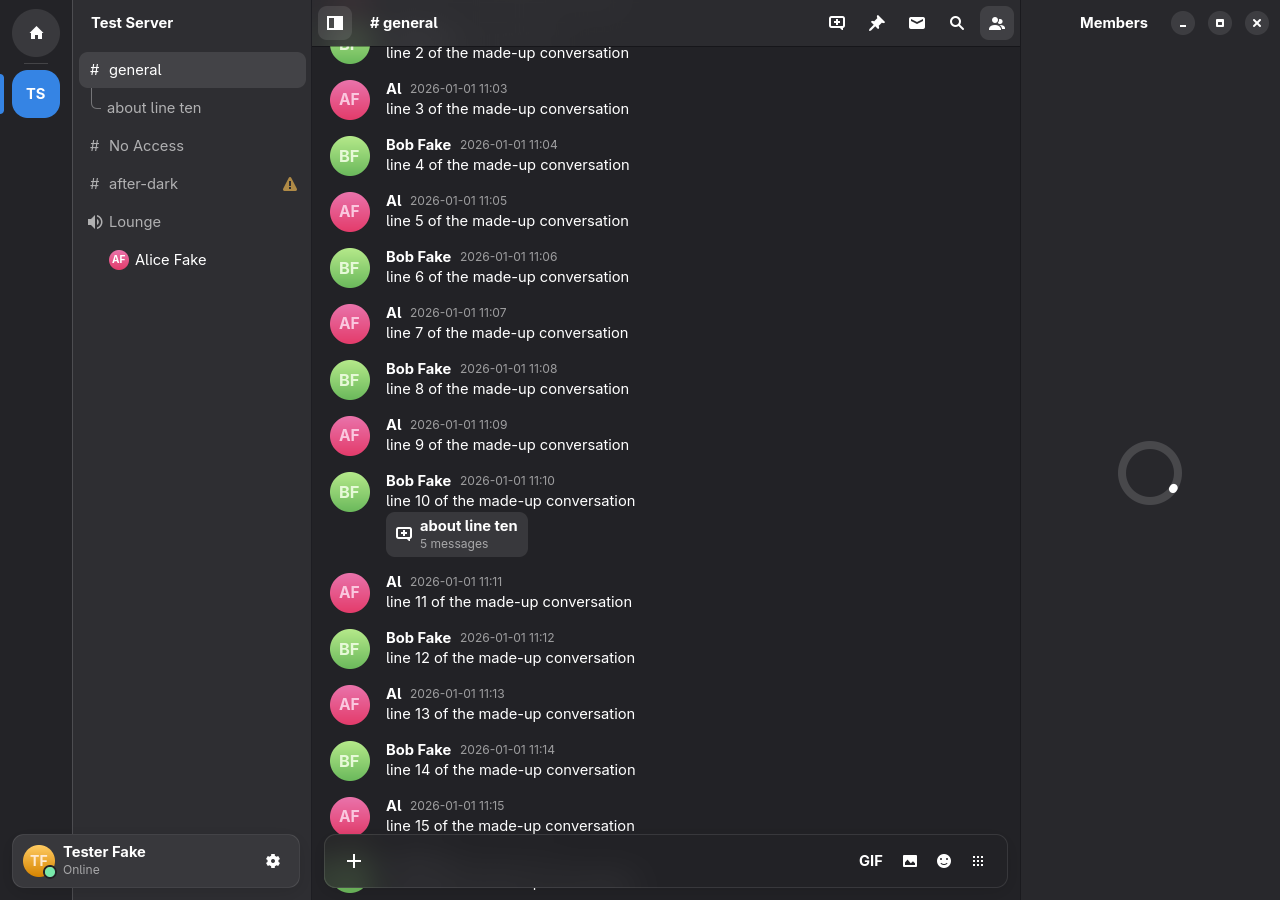 TS
Test Server
# general
about line ten
# No Access
# after-dark
Lounge
AF Alice Fake
TF Tester Fake
Online
# general
BF
line 2 of the made-up conversation
AF Al 2026-01-01 11:03
line 3 of the made-up conversation
BF Bob Fake 2026-01-01 11:04
line 4 of the made-up conversation
AF Al 2026-01-01 11:05
line 5 of the made-up conversation
BF Bob Fake 2026-01-01 11:06
line 6 of the made-up conversation
AF Al 2026-01-01 11:07
line 7 of the made-up conversation
BF Bob Fake 2026-01-01 11:08
line 8 of the made-up conversation
AF Al 2026-01-01 11:09
line 9 of the made-up conversation
BF Bob Fake 2026-01-01 11:10
line 10 of the made-up conversation
about line ten
5 messages
AF Al 2026-01-01 11:11
line 11 of the made-up conversation
BF Bob Fake 2026-01-01 11:12
line 12 of the made-up conversation
AF Al 2026-01-01 11:13
line 13 of the made-up conversation
BF Bob Fake 2026-01-01 11:14
line 14 of the made-up conversation
AF Al 2026-01-01 11:15
line 15 of the made-up conversation
GIF
Members